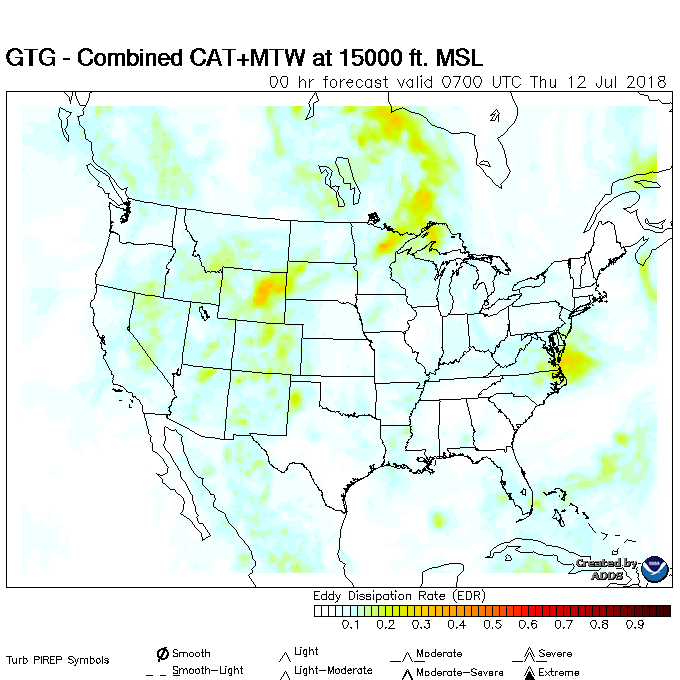 GTG - Combined CAT+MTW at 15000 ft. MSL
00 hr forecast valid 0700 UTC Thu 12 Jul 2018
Created by
ADDS
Eddy Dissipation Rate (EDR)
0.1 0.2 0.3 0.4 0.5 0.6 0.7 0.8 0.9
Turb PIREP Symbols
Smooth Light Moderate Severe
Smooth-Light Light-Moderate Moderate-Severe Extreme